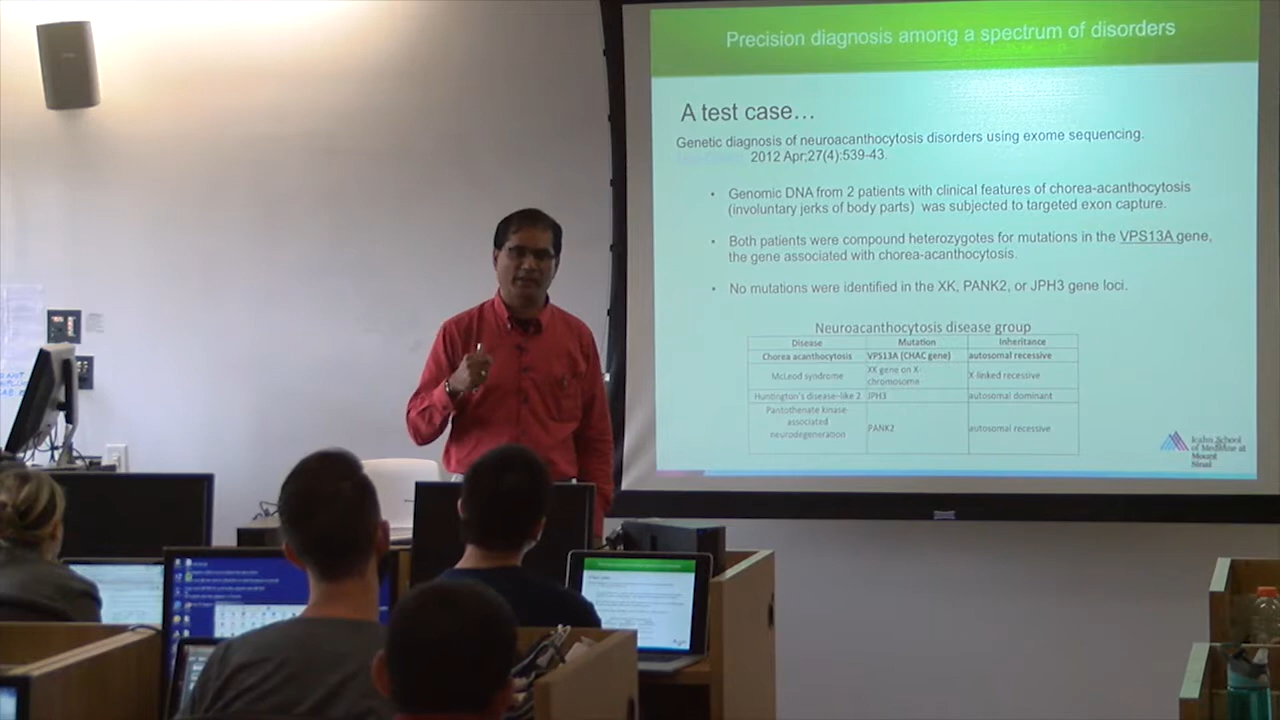 Precision diagnosis among a spectrum of disorders
A test case…
Genetic diagnosis of neuroacanthocytosis disorders using exome sequencing.
2012 Apr;27(4):539-43.
• Genomic DNA from 2 patients with clinical features of chorea-acanthocytosis
(involuntary jerks of body parts) was subjected to targeted exon capture.
• Both patients were compound heterozygotes for mutations in the VPS13A gene,
the gene associated with chorea-acanthocytosis.
• No mutations were identified in the XK, PANK2, or JPH3 gene loci.
Neuroacanthocytosis disease group
Disease Mutation Inheritance
Chorea acanthocytosis VPS13A (CHAC gene) autosomal recessive
McLeod syndrome XK gene on X-
chromosome X-linked recessive
Huntington's disease-like 2 JPH3 autosomal dominant
Pantothenate kinase-
associated
neurodegeneration PANK2 autosomal recessive
Icahn School
of Medicine at
Mount
Sinai